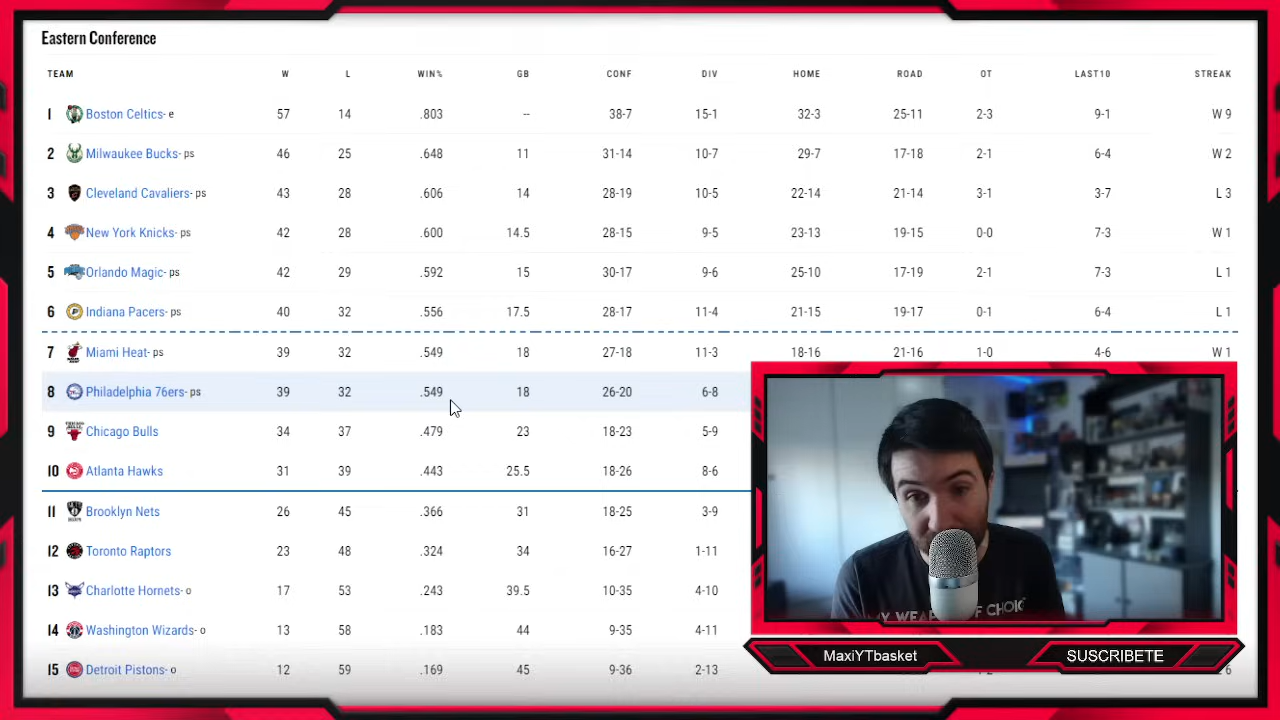 Eastern Conference
TEAM W L WIN% GB CONF DIV HOME ROAD OT LAST10 STREAK
1 Boston Celtics- e 57 14 .803 -- 38-7 15-1 32-3 25-11 2-3 9-1 W 9
2 Milwaukee Bucks- ps 46 25 .648 11 31-14 10-7 29-7 17-18 2-1 6-4 W 2
3 Cleveland Cavaliers- ps 43 28 .606 14 28-19 10-5 22-14 21-14 3-1 3-7 L 3
4 New York Knicks- ps 42 28 .600 14.5 28-15 9-5 23-13 19-15 0-0 7-3 W 1
5 Orlando Magic- ps 42 29 .592 15 30-17 9-6 25-10 17-19 2-1 7-3 L 1
6 Indiana Pacers- ps 40 32 .556 17.5 28-17 11-4 21-15 19-17 0-1 6-4 L 1
7 Miami Heat- ps 39 32 .549 18 27-18 11-3 18-16 21-16 1-0 4-6 W 1
8 Philadelphia 76ers- ps 39 32 .549 18 26-20 6-8
9 Chicago Bulls 34 37 .479 23 18-23 5-9
10 Atlanta Hawks 31 39 .443 25.5 18-26 8-6
11 Brooklyn Nets 26 45 .366 31 18-25 3-9
12 Toronto Raptors 23 48 .324 34 16-27 1-11
13 Charlotte Hornets- o 17 53 .243 39.5 10-35 4-10
14 Washington Wizards- o 13 58 .183 44 9-35 4-11
15 Detroit Pistons- o 12 59 .169 45 9-36 2-13
MY WEAPON OF CHOIC
MaxiYTbasket SUSCRIBETE